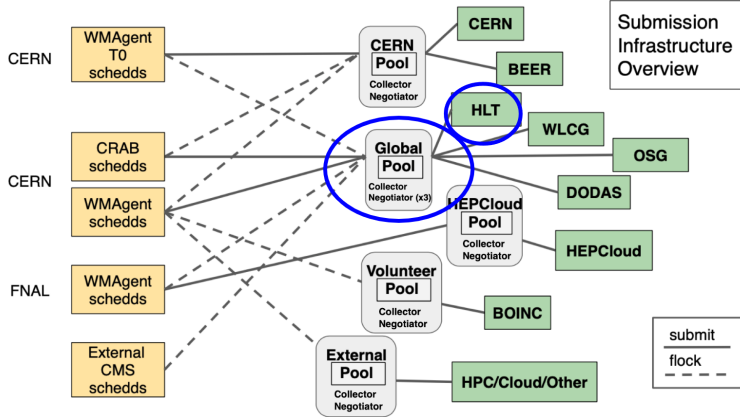 Submission
Infrastructure
Overview
CERN
WMAgent
T0
schedds
CERN
Pool
Collector
Negotiator
CERN
BEER
HLT
WLCG
OSG
DODAS
CERN
CRAB
schedds
WMAgent
schedds
Global
Pool
Collector
Negotiator (x3)
HEPCloud
Pool
Collector
Negotiator
HEPCloud
FNAL
WMAgent
schedds
Volunteer
Pool
Collector
Negotiator
BOINC
External
CMS
schedds
External
Pool
Collector
Negotiator
HPC/Cloud/Other
submit
flock